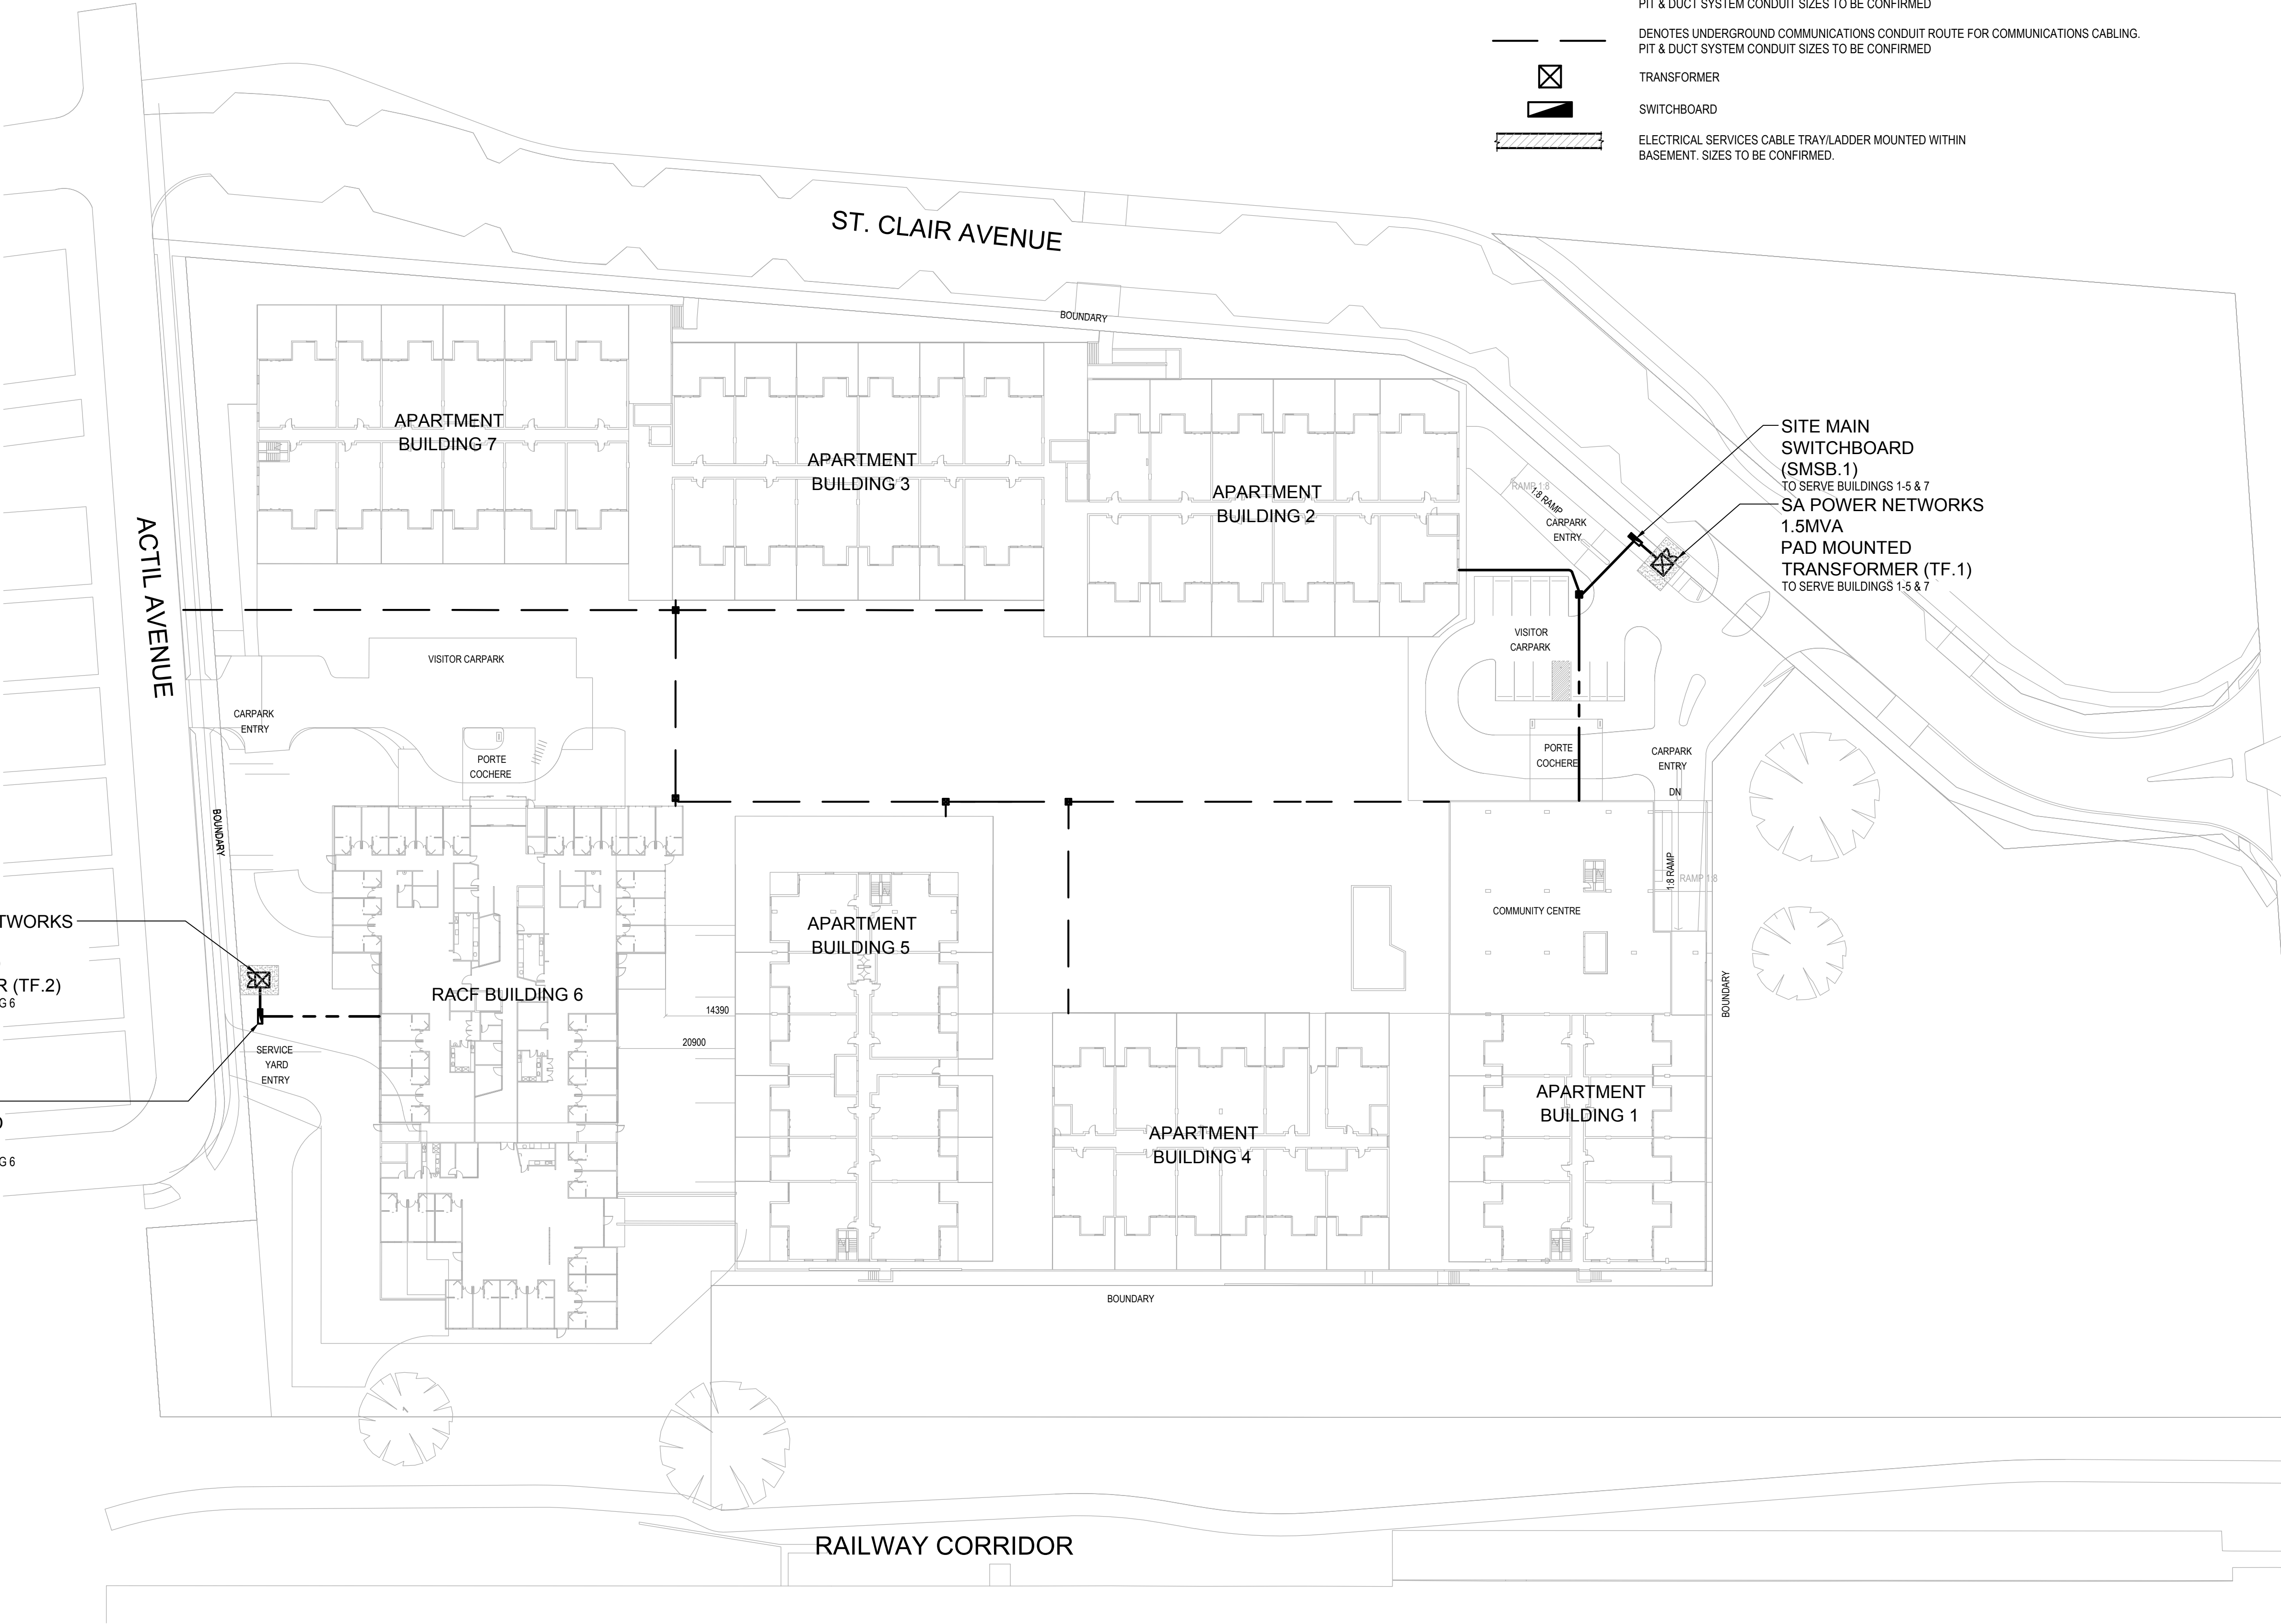 PIT & DUCT SYSTEM CONDUIT SIZES TO BE CONFIRMED
DENOTES UNDERGROUND COMMUNICATIONS CONDUIT ROUTE FOR COMMUNICATIONS CABLING.
PIT & DUCT SYSTEM CONDUIT SIZES TO BE CONFIRMED
TRANSFORMER
SWITCHBOARD
ELECTRICAL SERVICES CABLE TRAY/LADDER MOUNTED WITHIN
BASEMENT. SIZES TO BE CONFIRMED.
ST. CLAIR AVENUE
BOUNDARY
APARTMENT
BUILDING 7
APARTMENT
BUILDING 3
APARTMENT
BUILDING 2
RAMP 1:8
1:8 RAMP
CARPARK
ENTRY
SITE MAIN
SWITCHBOARD
(SMSB.1)
TO SERVE BUILDINGS 1-5 & 7
SA POWER NETWORKS
1.5MVA
PAD MOUNTED
TRANSFORMER (TF.1)
TO SERVE BUILDINGS 1-5 & 7
ACTIL AVENUE
VISITOR CARPARK
VISITOR
CARPARK
CARPARK
ENTRY
PORTE
COCHERE
PORTE
COCHERE
CARPARK
ENTRY
DN
BOUNDARY
1:8 RAMP
RAMP 1:8
COMMUNITY CENTRE
TWORKS
R (TF.2)
G 6
APARTMENT
BUILDING 5
RACF BUILDING 6
BOUNDARY
14390
20900
SERVICE
YARD
ENTRY
G 6
APARTMENT
BUILDING 4
APARTMENT
BUILDING 1
BOUNDARY
RAILWAY CORRIDOR